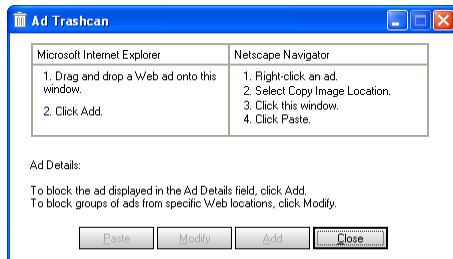 Ad Trashcan
Microsoft Internet Explorer
1. Drag and drop a Web ad onto this
window.
2. Click Add.
Netscape Navigator
1. Right-click an ad.
2. Select Copy Image Location.
3. Click this window.
4. Click Paste.
Ad Details:
To block the ad displayed in the Ad Details field, click Add.
To block groups of ads from specific Web locations, click Modify.
Paste Modify Add Close